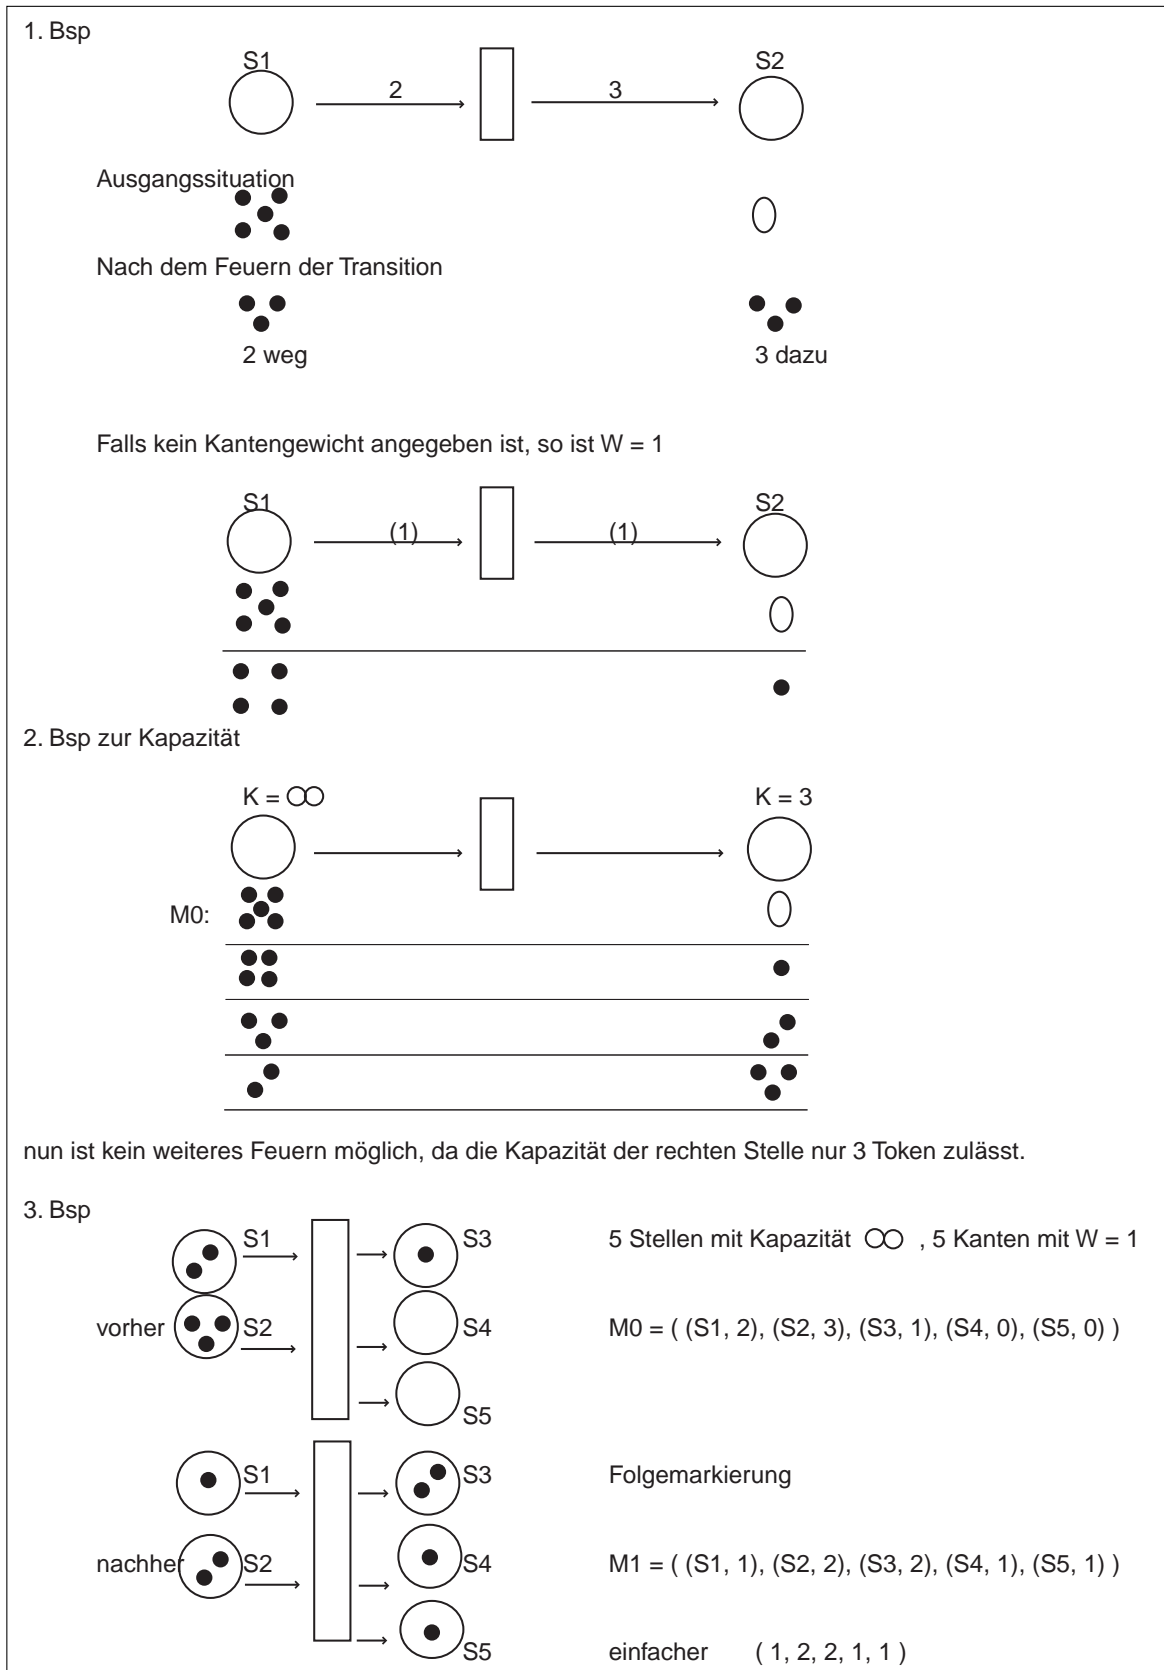 1. Bsp
S1 S2
2 3
Ausgangssituation
Nach dem Feuern der Transition
2 weg 3 dazu
Falls kein Kantengewicht angegeben ist, so ist W = 1
S1 S2
(1) (1)
2. Bsp zur Kapazität
K = ∞ K = 3
M0:
nun ist kein weiteres Feuern möglich, da die Kapazität der rechten Stelle nur 3 Token zulässt.
3. Bsp
S1 S3 5 Stellen mit Kapazität ∞ , 5 Kanten mit W = 1
vorher S2 S4 M0 = ( (S1, 2), (S2, 3), (S3, 1), (S4, 0), (S5, 0) )
S5
S1 S3 Folgemarkierung
nachher S2 S4 M1 = ( (S1, 1), (S2, 2), (S3, 2), (S4, 1), (S5, 1) )
S5 einfacher ( 1, 2, 2, 1, 1 )